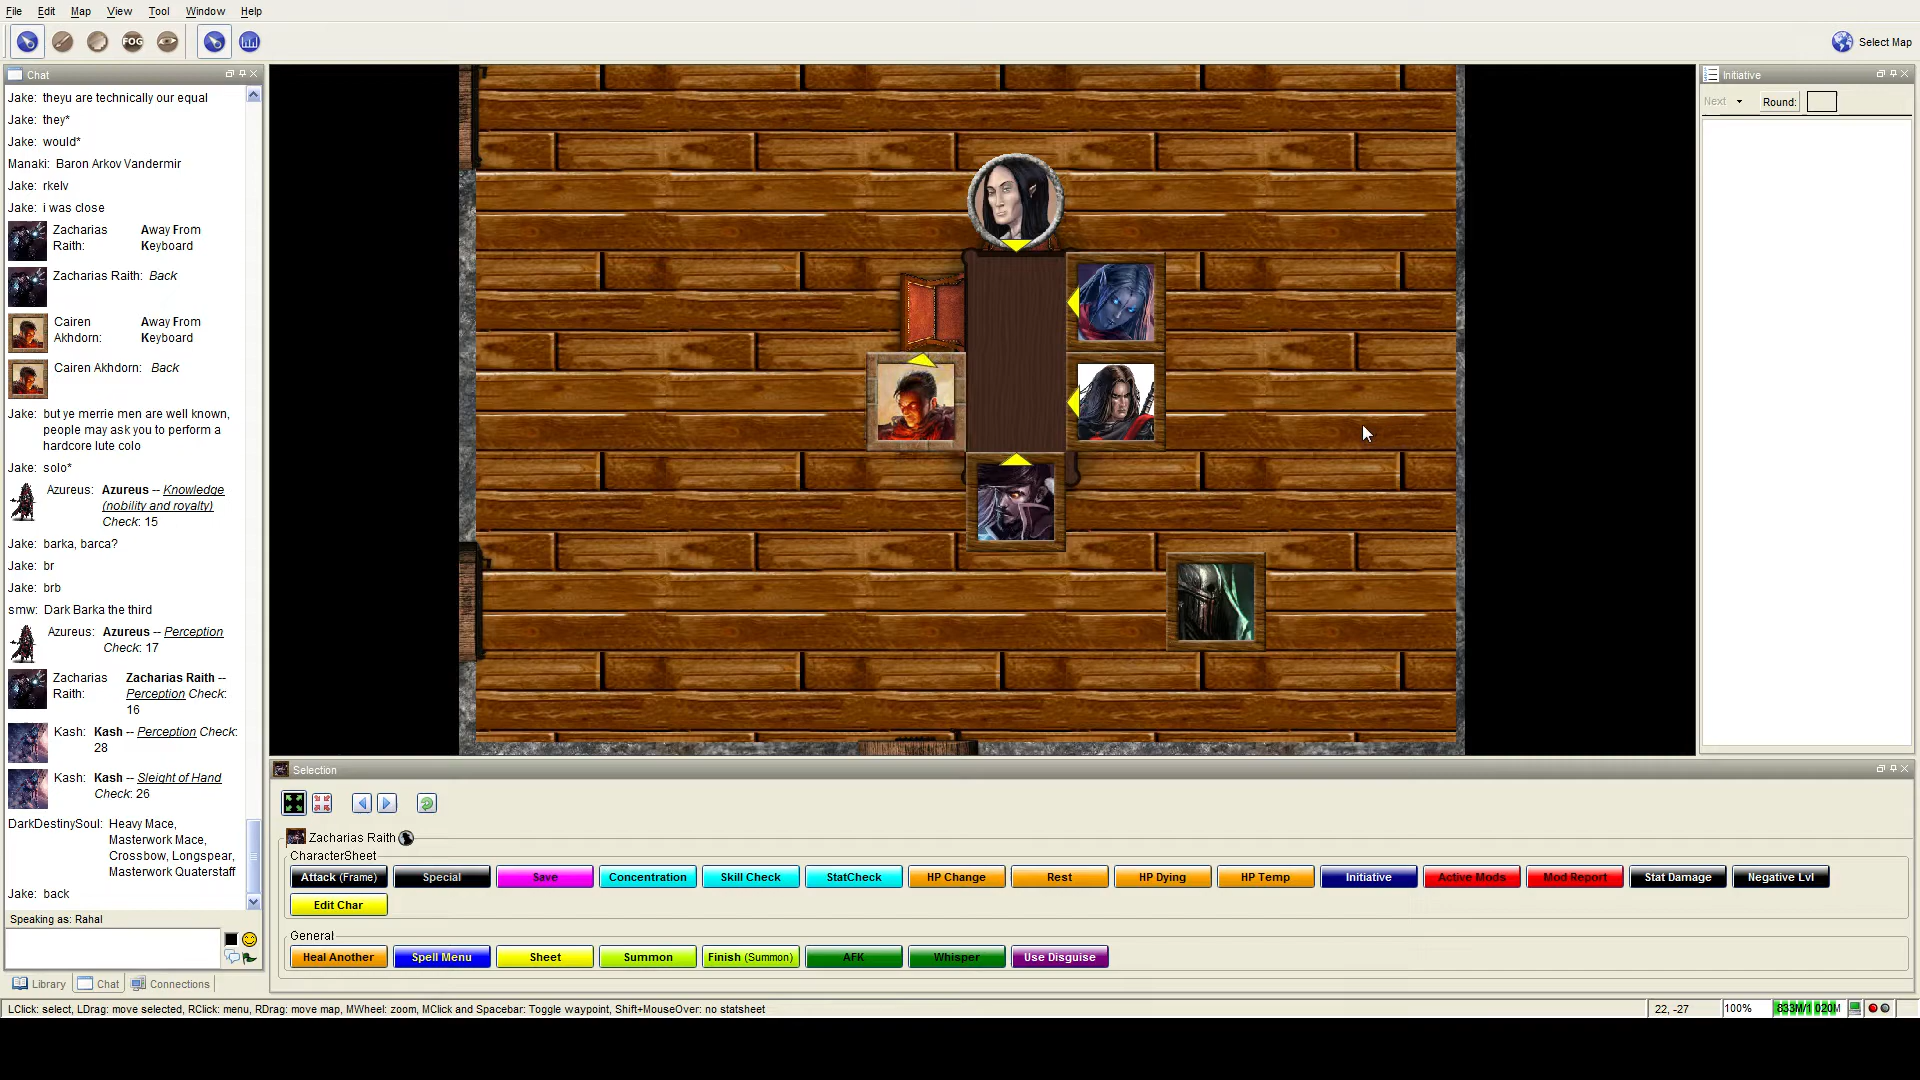 File Edit Map View Tool Window Help
FOG
Select Map
Chat
Jake: theyu are technically our equal
Jake: they*
Jake: would*
Manaki: Baron Arkov Vandermir
Jake: rkelv
Jake: i was close
Zacharias Raith: Away From Keyboard
Zacharias Raith: Back
Cairen Akhdorn: Away From Keyboard
Cairen Akhdorn: Back
Jake: but ye merrie men are well known,
people may ask you to perform a
hardcore lute colo
Jake: solo*
Azureus: Azureus -- Knowledge
(nobility and royalty)
Check: 15
Jake: barka, barca?
Jake: br
Jake: brb
smw: Dark Barka the third
Azureus: Azureus -- Perception
Check: 17
Zacharias Raith: Zacharias Raith --
Perception Check:
16
Kash: Kash -- Perception Check:
28
Kash: Kash -- Sleight of Hand
Check: 26
DarkDestinySoul: Heavy Mace,
Masterwork Mace,
Crossbow, Longspear,
Masterwork Quaterstaff
Jake: back
Speaking as: Rahal
Library Chat Connections
Initiative
Next Round:
Selection
Zacharias Raith
CharacterSheet
Attack (Frame) Special Save Concentration Skill Check StatCheck HP Change Rest HP Dying HP Temp Initiative Active Mods Mod Report Stat Damage Negative Lvl
Edit Char
General
Heal Another Spell Menu Sheet Summon Finish (Summon) AFK Whisper Use Disguise
LClick: select, LDrag: move selected, RClick: menu, RDrag: move map, MWheel: zoom, MClick and Spacebar: Toggle waypoint, Shift+MouseOver: no statsheet
22, -27 100% 833M/1 020M